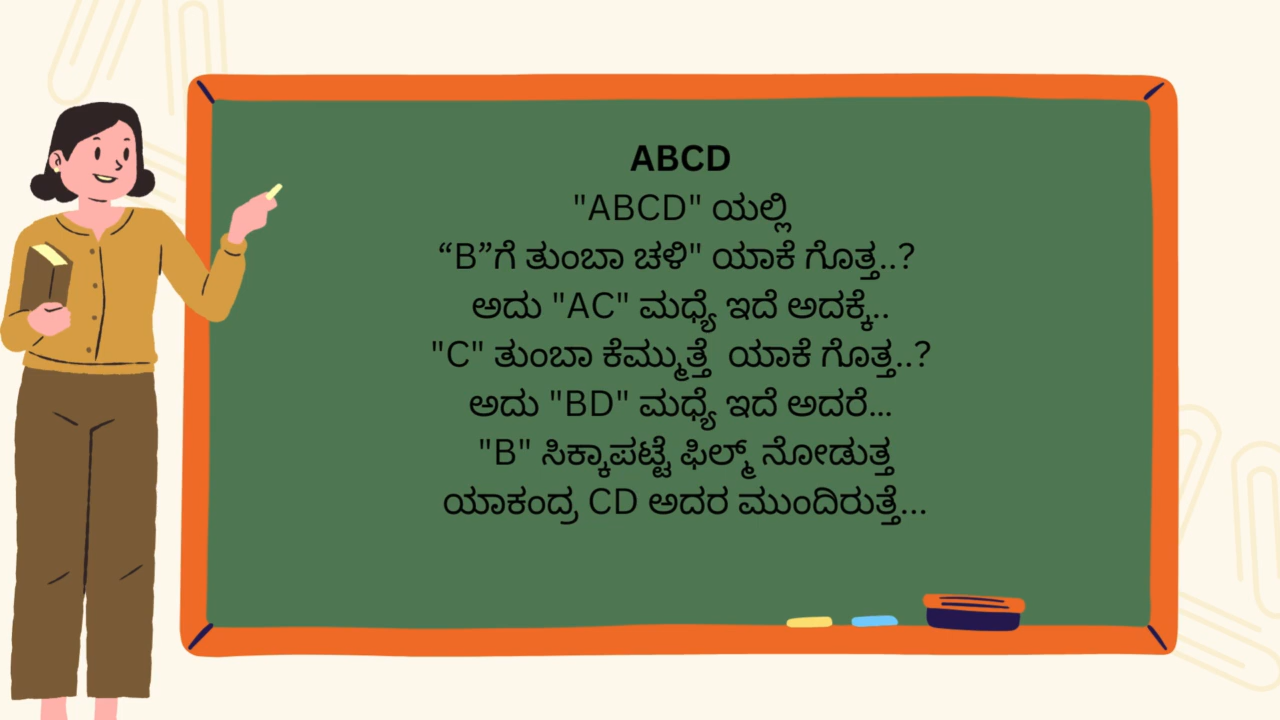 ABCD
"ABCD" ಯಲ್ಲಿ
“B”ಗೆ ತುಂಬಾ ಚಳಿ" ಯಾಕೆ ಗೊತ್ತ..?
ಅದು "AC" ಮಧ್ಯೆ ಇದೆ ಅದಕ್ಕೆ..
"C" ತುಂಬಾ ಕೆಮ್ಮುತ್ತೆ ಯಾಕೆ ಗೊತ್ತ..?
ಅದು "BD" ಮಧ್ಯೆ ಇದೆ ಅದರೆ...
"B" ಸಿಕ್ಕಾಪಟ್ಟೆ ಫಿಲ್ಮ್ ನೋಡುತ್ತ
ಯಾಕಂದ್ರ CD ಅದರ ಮುಂದಿರುತ್ತೆ...